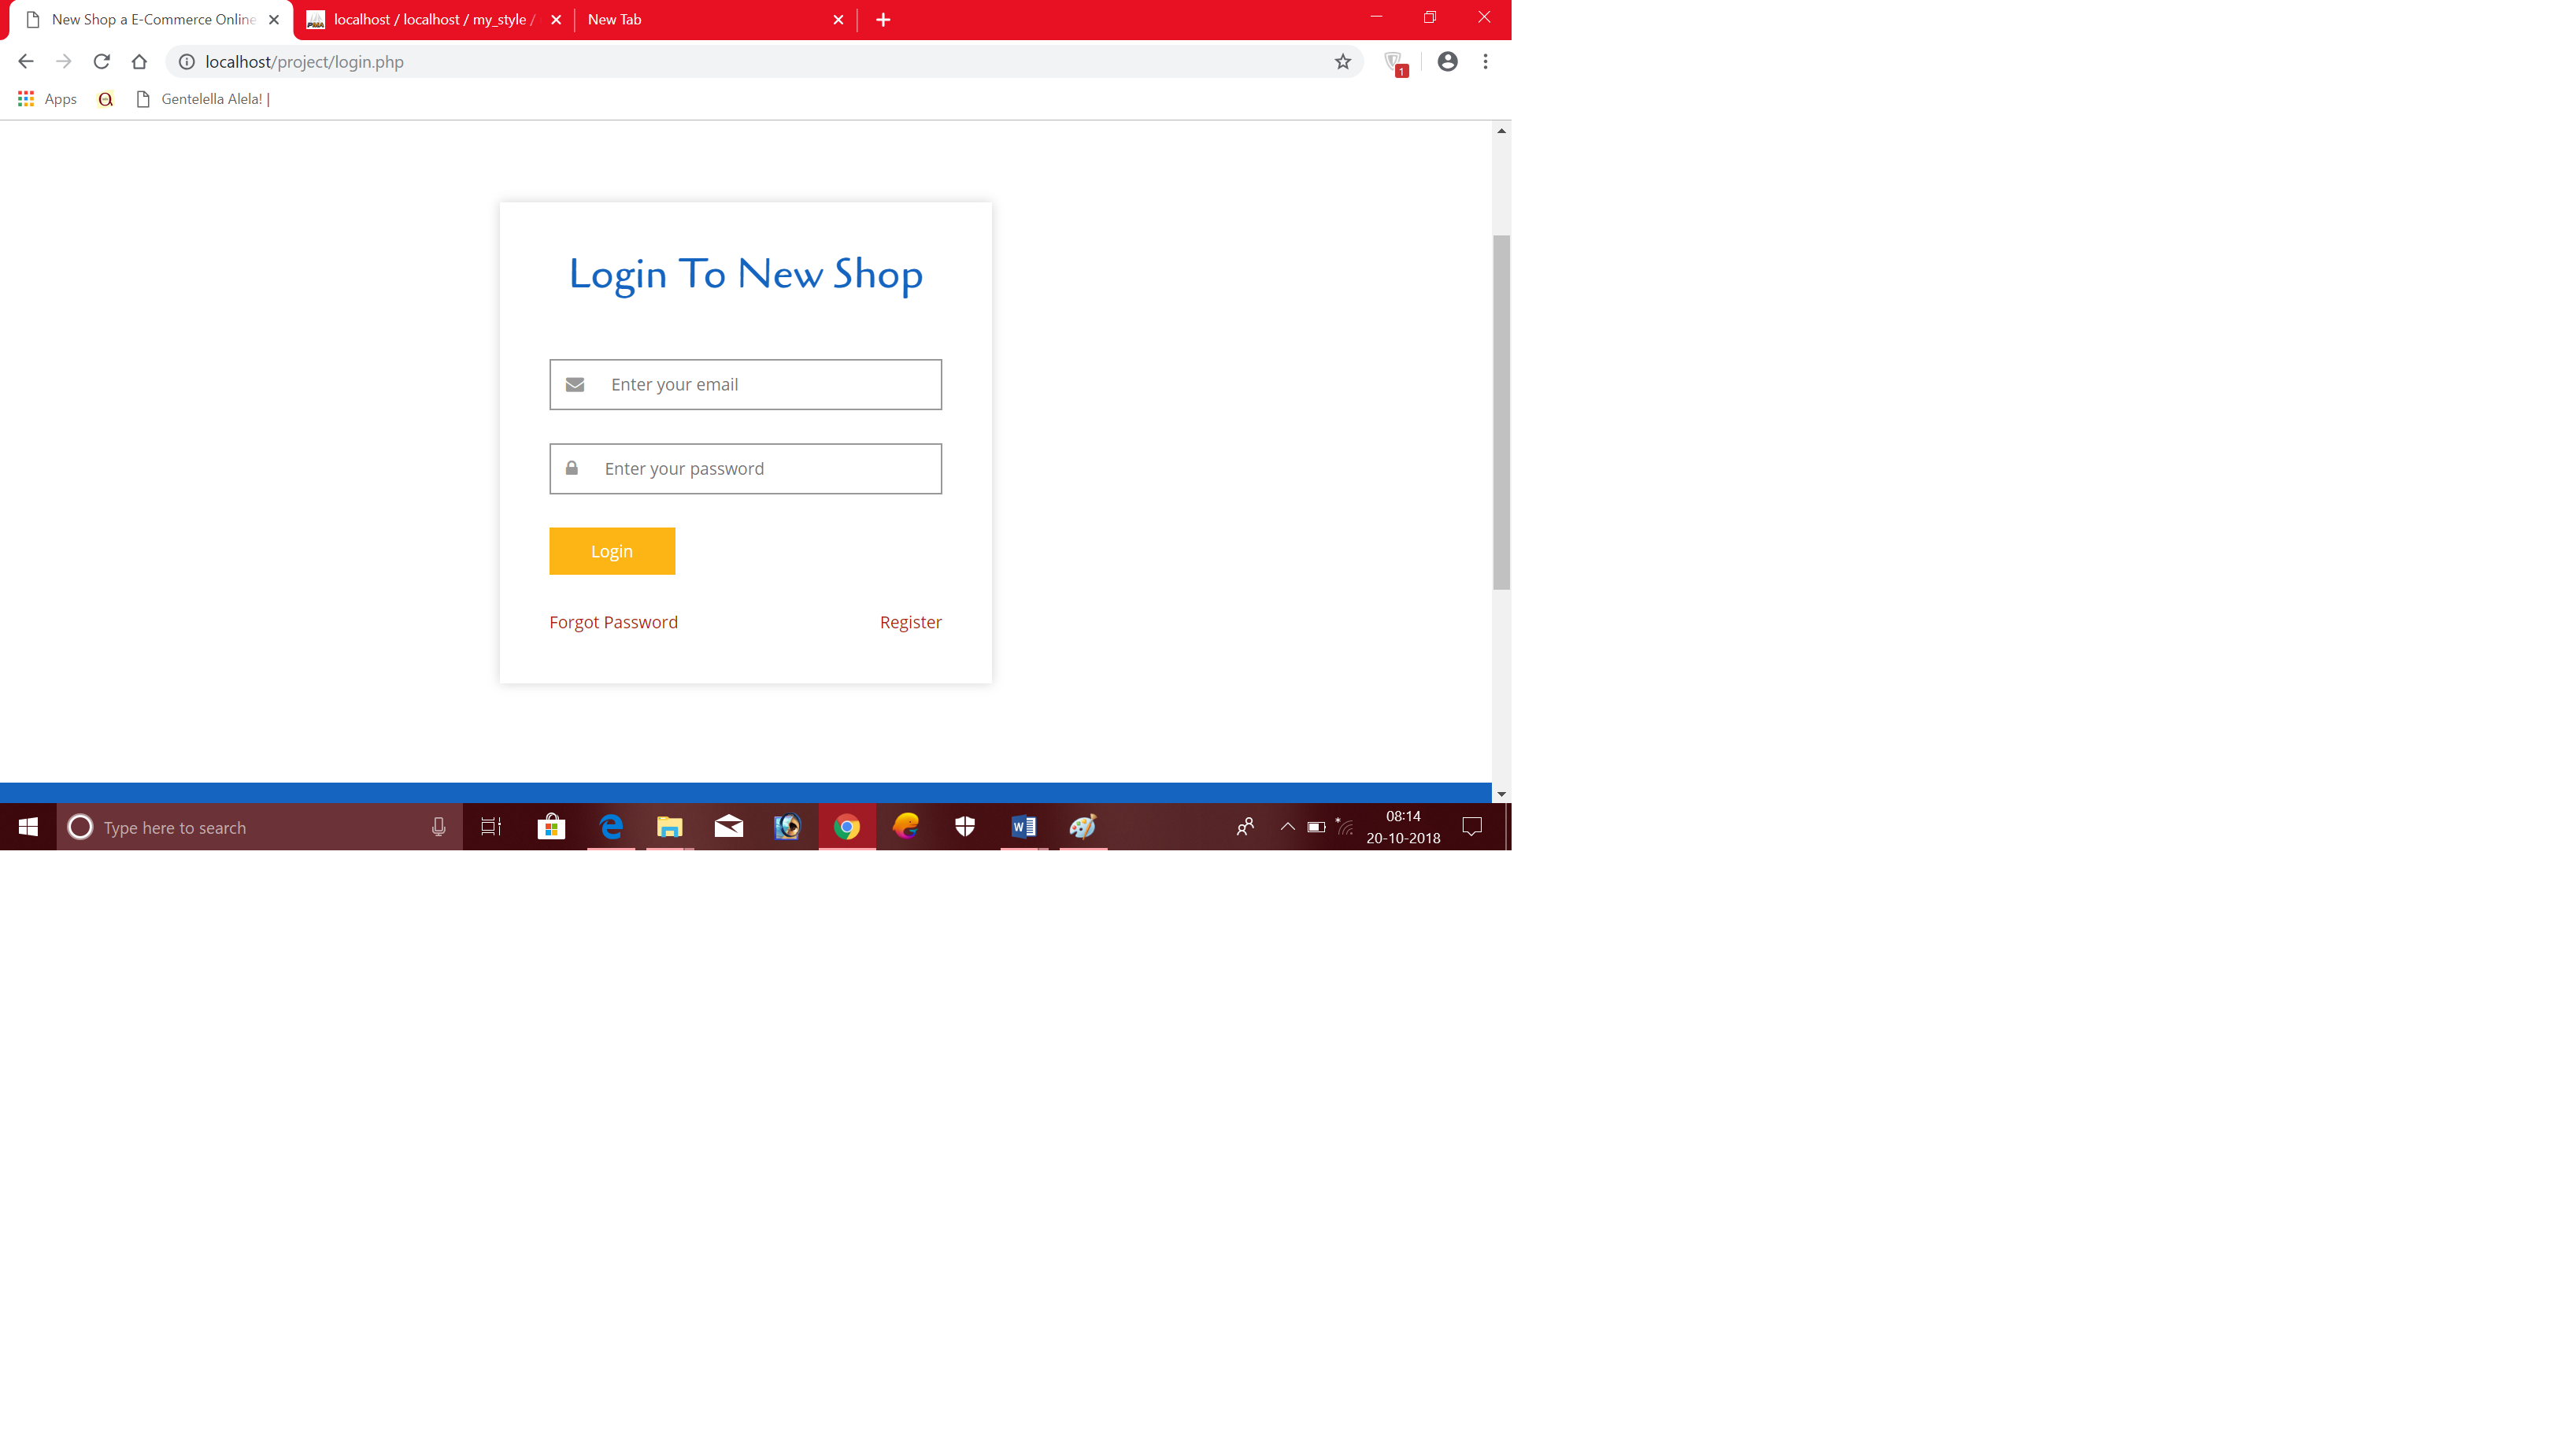 New Shop a E-Commerce Online
localhost / localhost / my_style /
New Tab
localhost/project/login.php
1
Apps
Gentelella Alela! |
Login To New Shop
Enter your email
Enter your password
Login
Forgot Password
Register
Type here to search
08:14
20-10-2018